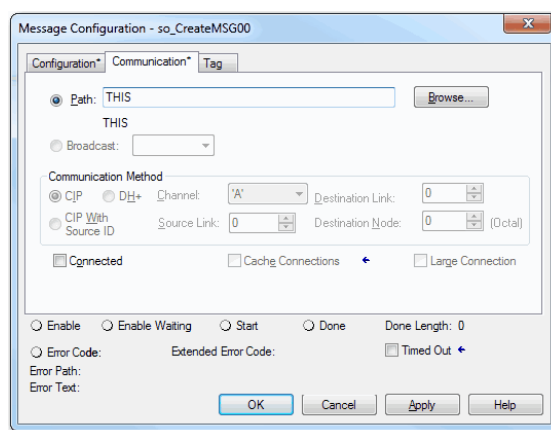 Message Configuration - so_CreateMSG00
Configuration* Communication* Tag
Path: THIS Browse...
THIS
Broadcast:
Communication Method
CIP DH+ Channel: 'A' Destination Link: 0
CIP With Source ID Source Link: 0 Destination Node: 0 (Octal)
Connected Cache Connections ← Large Connection
Enable Enable Waiting Start Done Done Length: 0
Error Code: Extended Error Code: Timed Out ←
Error Path:
Error Text:
OK Cancel Apply Help